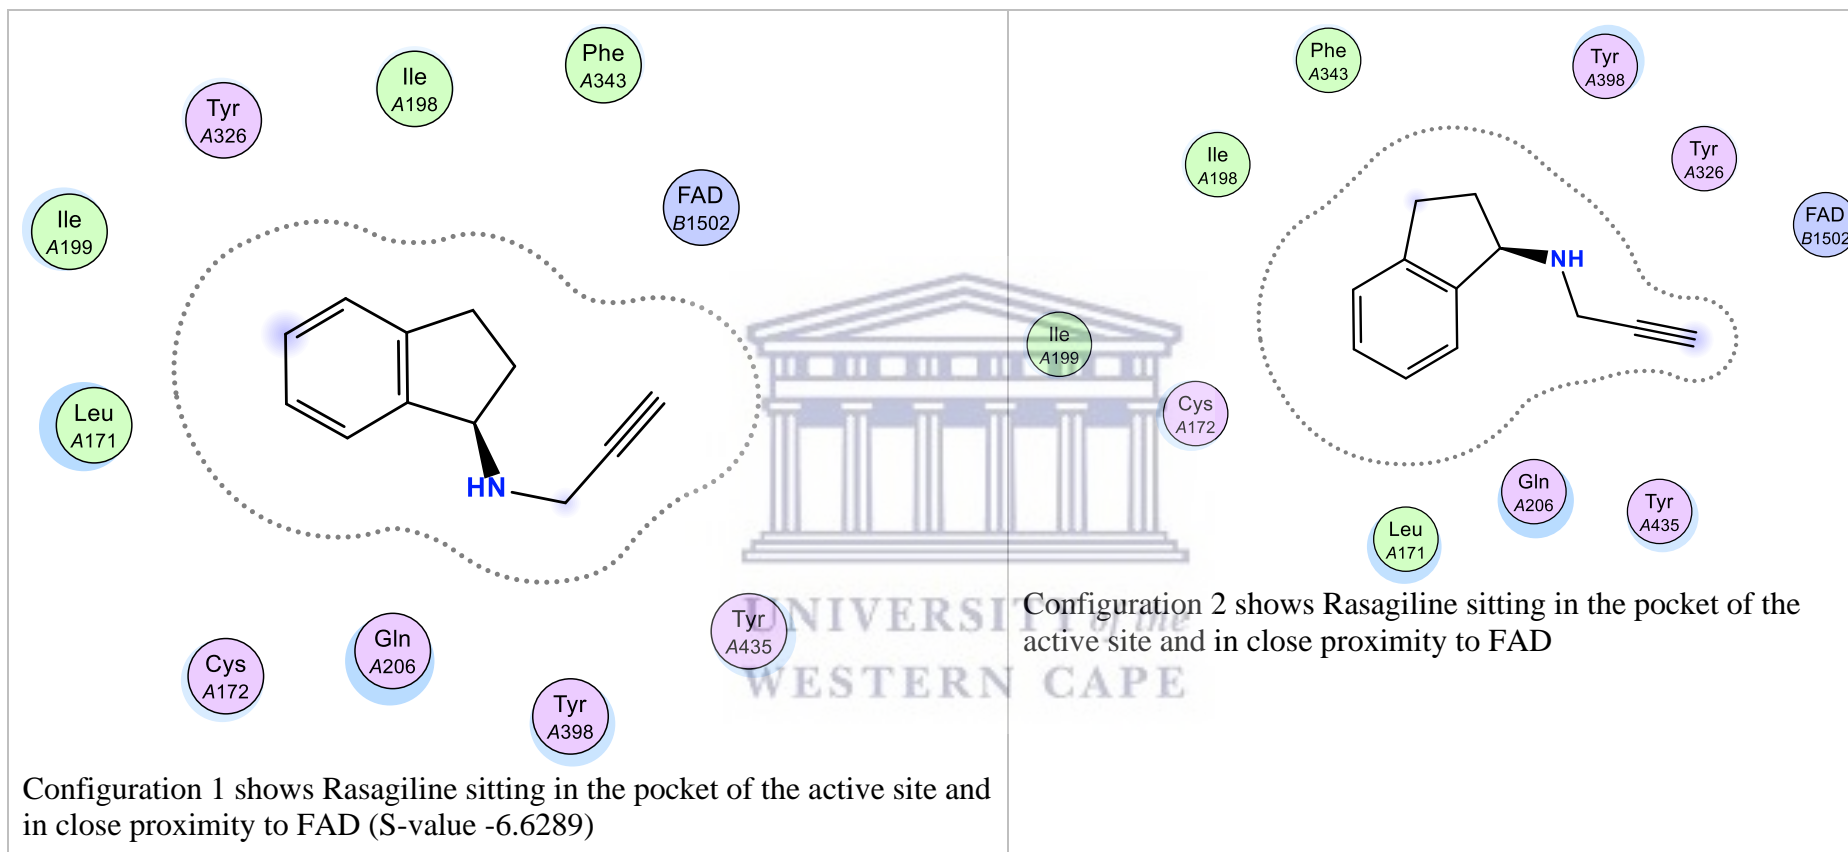 Phe
A343
Ile
A198
Tyr
A326
FAD
B1502
Ile
A199
Leu
A171
HN
Cys
A172
Gln
A206
Tyr
A398
Tyr
A435
Configuration 1 shows Rasagiline sitting in the pocket of the active site and
in close proximity to FAD (S-value -6.6289)
Phe
A343
Tyr
A398
Ile
A198
Tyr
A326
FAD
B1502
NH
Ile
A199
Cys
A172
Gln
A206
Tyr
A435
Leu
A171
Configuration 2 shows Rasagiline sitting in the pocket of the
active site and in close proximity to FAD
UNIVERSITY of the
WESTERN CAPE